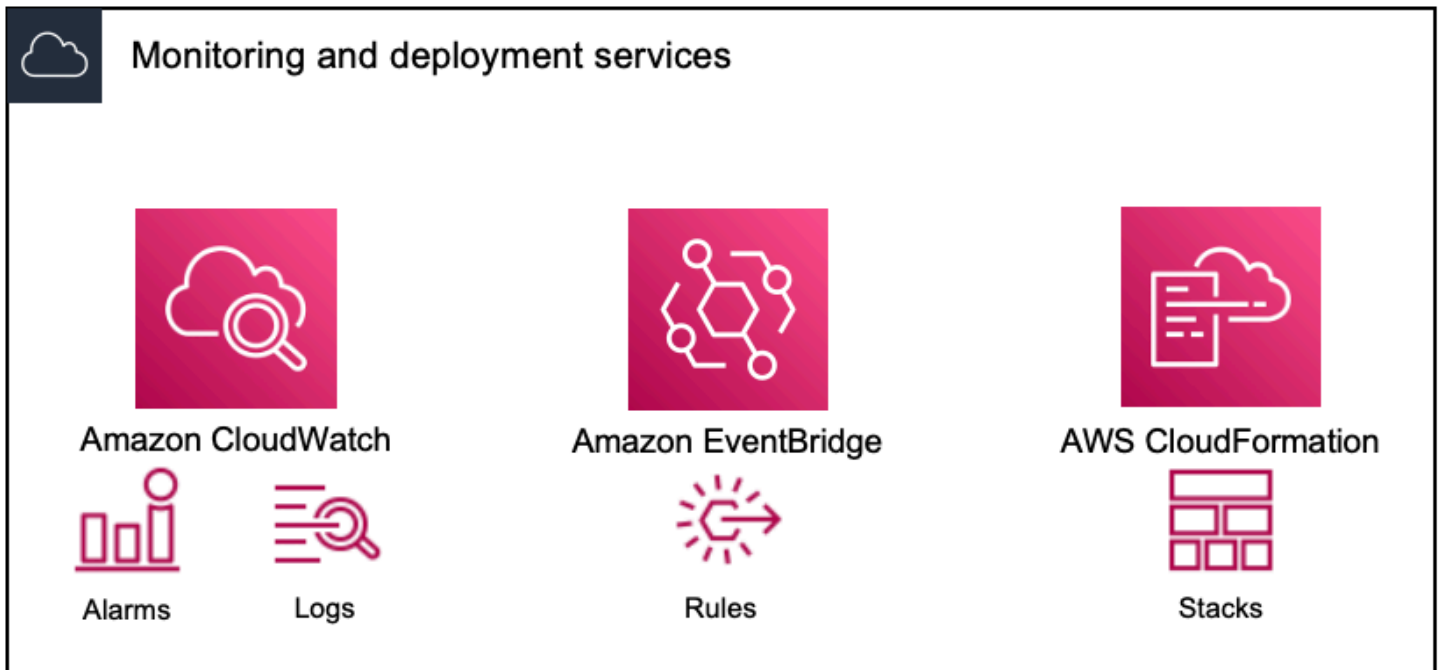 Monitoring and deployment services
Amazon CloudWatch
Amazon EventBridge
AWS CloudFormation
Alarms
Logs
Rules
Stacks